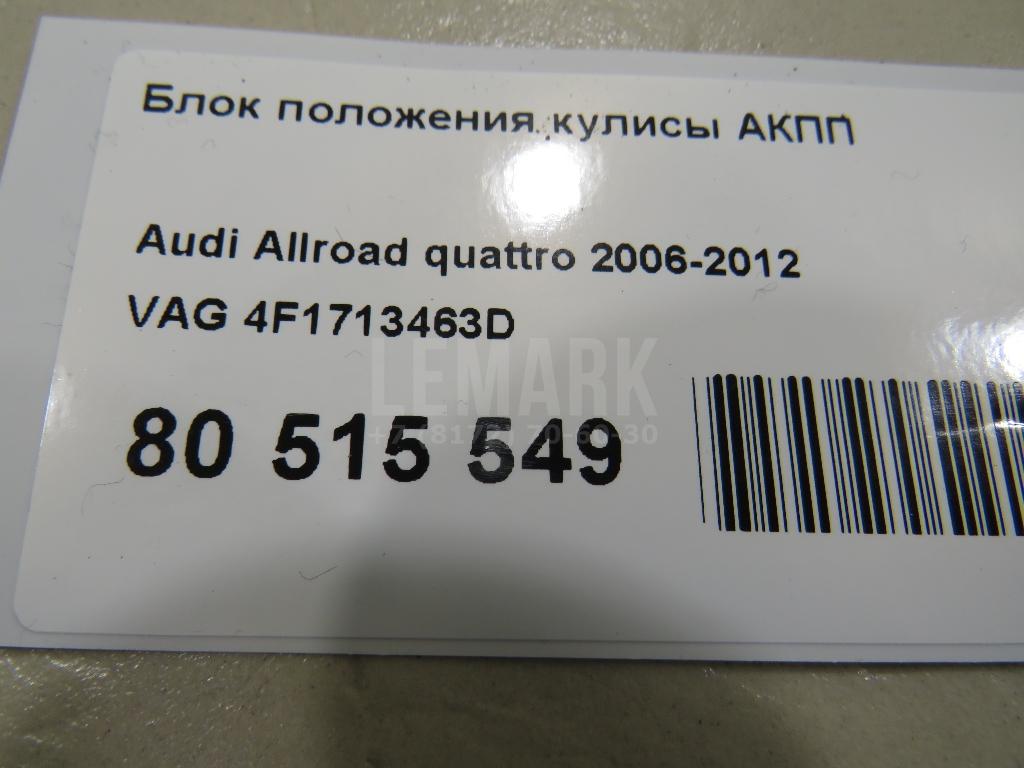 Блок положения кулисы АКПП
Audi Allroad quattro 2006-2012
VAG 4F1713463D
LEMARK
80 515 549